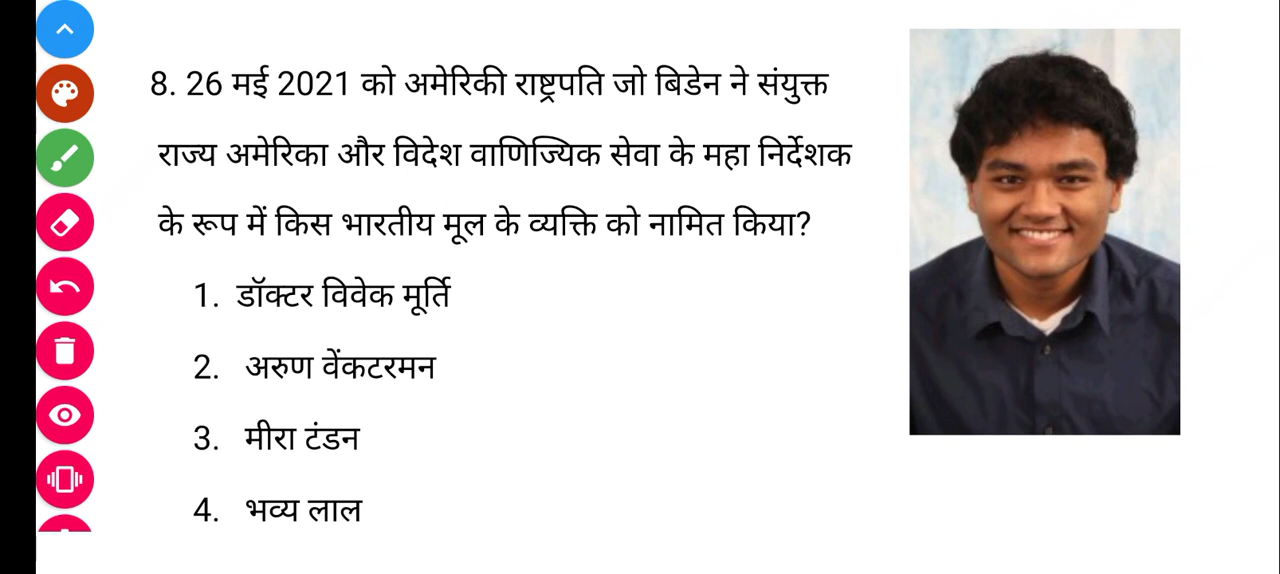 8. 26 मई 2021 को अमेरिकी राष्ट्रपति जो बिडेन ने संयुक्त
राज्य अमेरिका और विदेश वाणिज्यिक सेवा के महा निर्देशक
के रूप में किस भारतीय मूल के व्यक्ति को नामित किया?
1. डॉक्टर विवेक मूर्ति
2. अरुण वेंकटरमन
3. मीरा टंडन
4. भव्य लाल